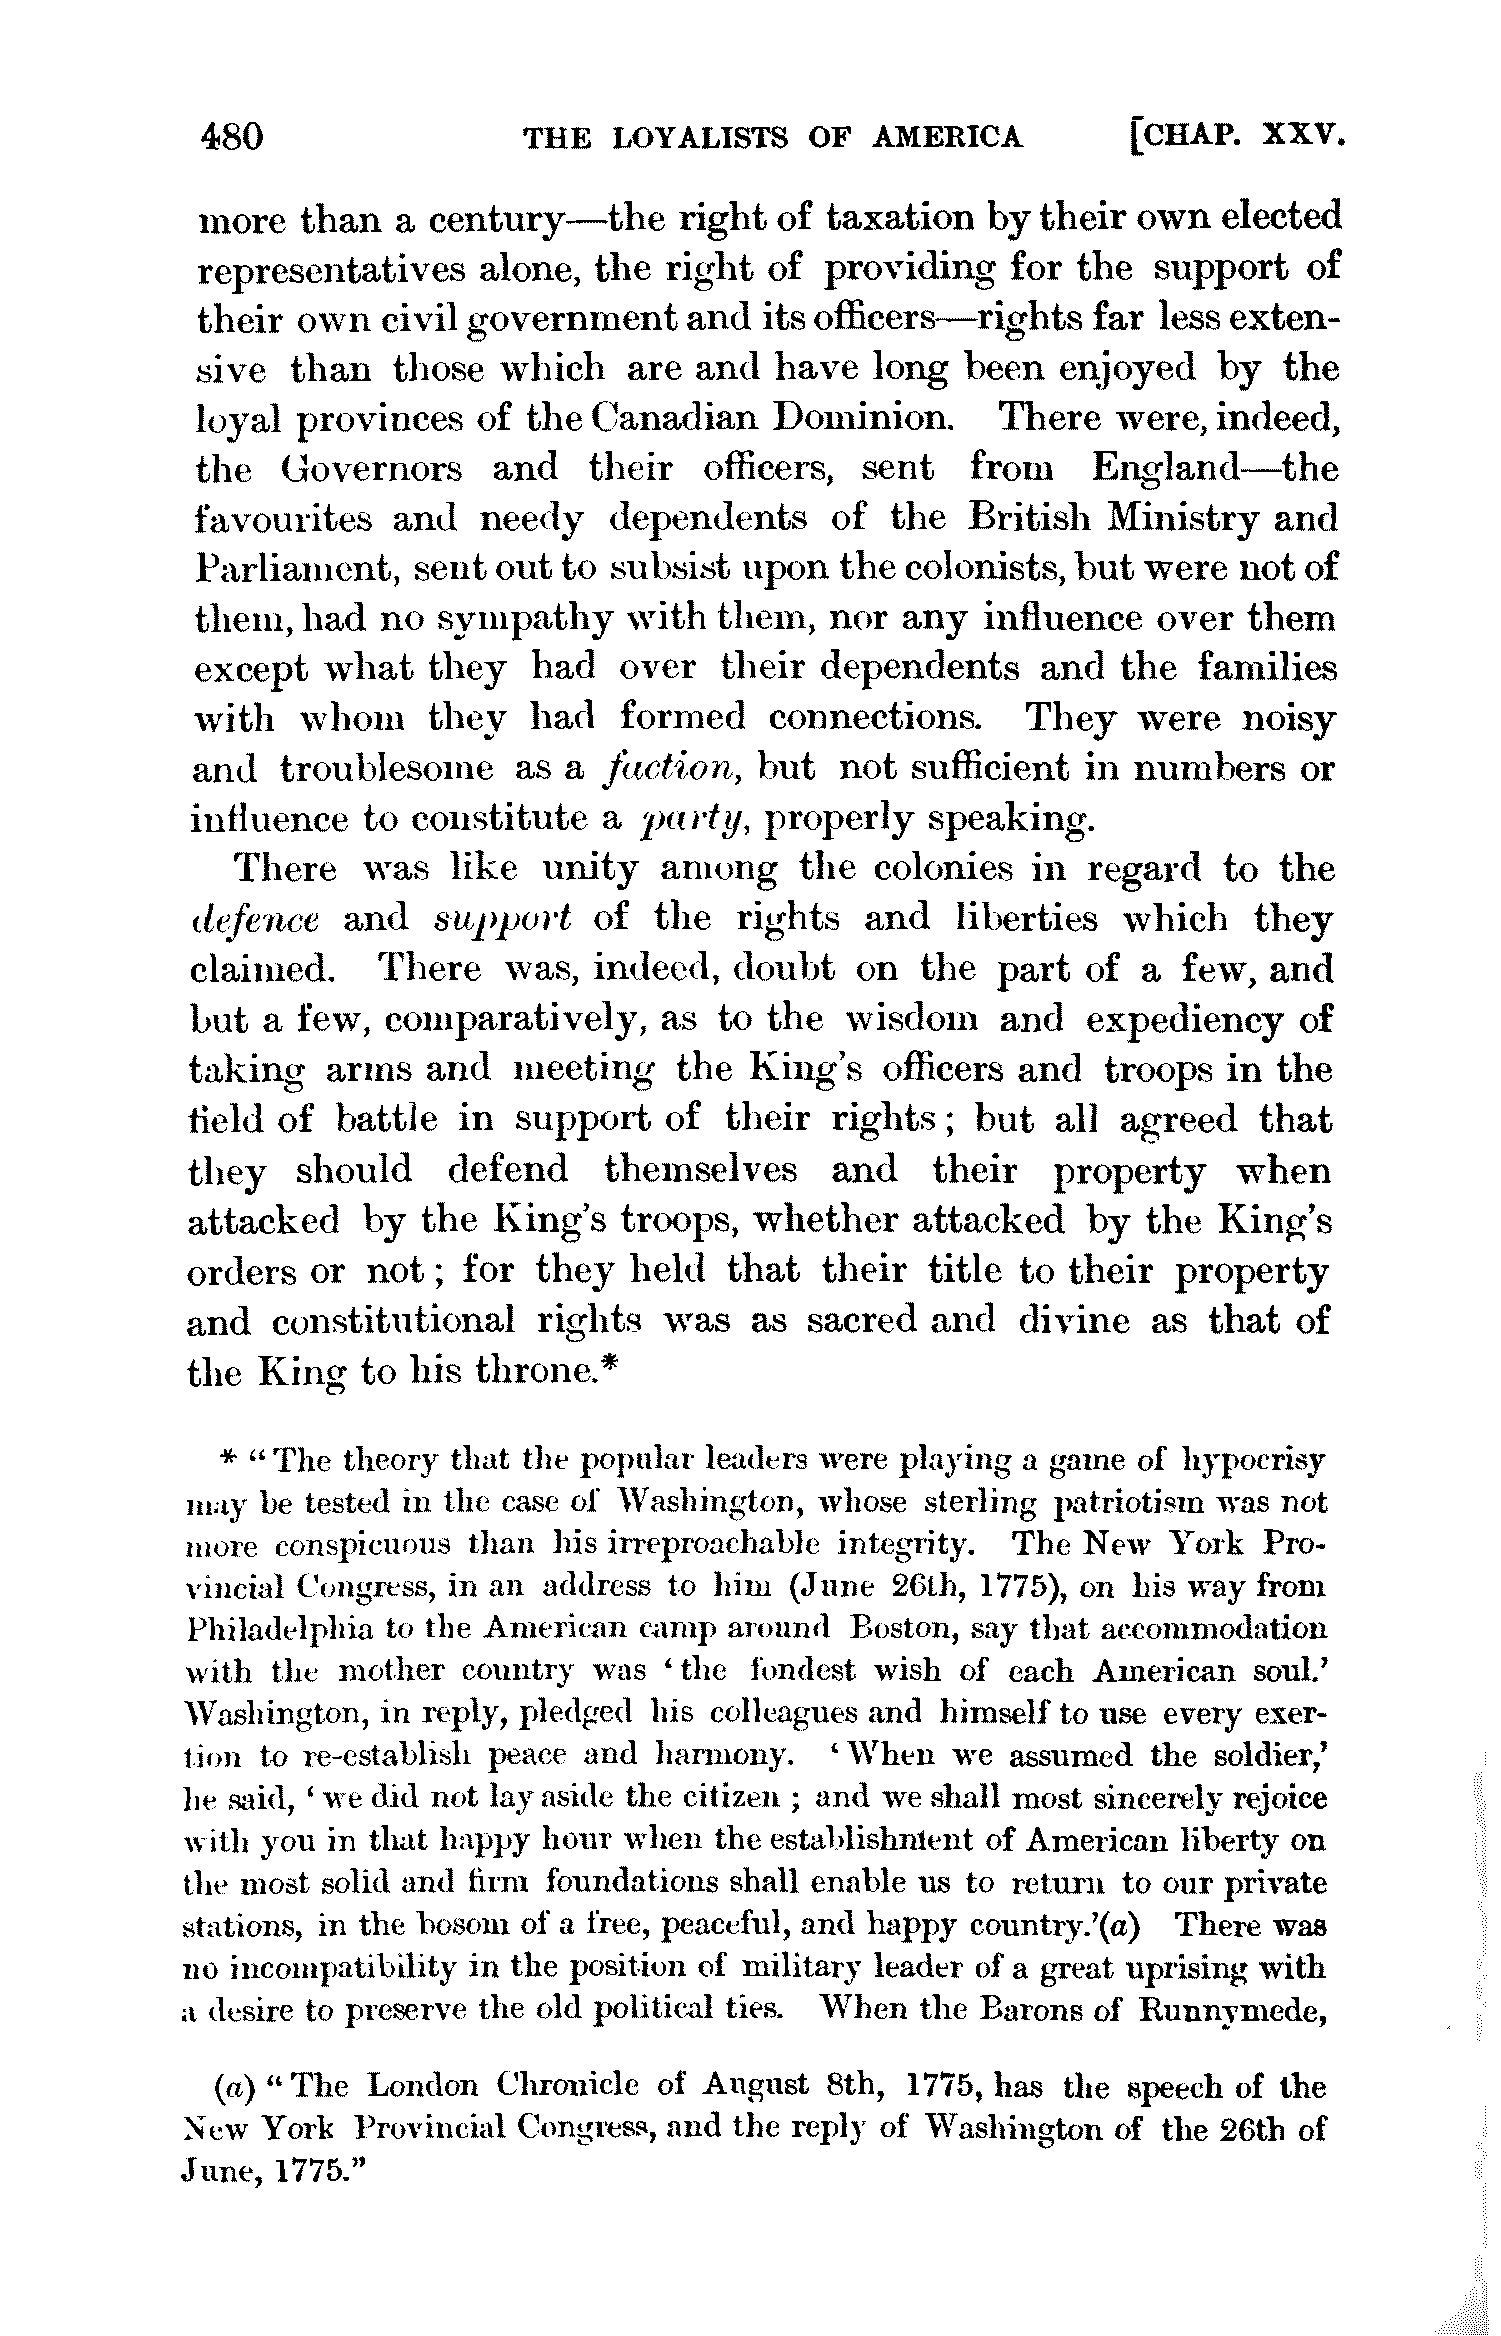 480 THE LOYALISTS OF AMERICA [CHAP. XXV.
more than a century—the right of taxation by their own elected
representatives alone, the right of providing for the support of
their own civil government and its officers—rights far less exten-
sive than those which are and have long been enjoyed by the
loyal provinces of the Canadian Dominion. There were, indeed,
the Governors and their officers, sent from England—the
favourites and needy dependents of the British Ministry and
Parliament, sent out to subsist upon the colonists, but were not of
them, had no sympathy with them, nor any influence over them
except what they had over their dependents and the families
with whom they had formed connections. They were noisy
and troublesome as a faction, but not sufficient in numbers or
influence to constitute a party, properly speaking.
There was like unity among the colonies in regard to the
defence and support of the rights and liberties which they
claimed. There was, indeed, doubt on the part of a few, and
but a few, comparatively, as to the wisdom and expediency of
taking arms and meeting the King's officers and troops in the
field of battle in support of their rights; but all agreed that
they should defend themselves and their property when
attacked by the King's troops, whether attacked by the King's
orders or not; for they held that their title to their property
and constitutional rights was as sacred and divine as that of
the King to his throne.*
* "The theory that the popular leaders were playing a game of hypocrisy
may be tested in the case of Washington, whose sterling patriotism was not
more conspicuous than his irreproachable integrity. The New York Pro-
vincial Congress, in an address to him (June 26th, 1775), on his way from
Philadelphia to the American camp around Boston, say that accommodation
with the mother country was 'the fondest wish of each American soul.'
Washington, in reply, pledged his colleagues and himself to use every exer-
tion to re-establish peace and harmony. 'When we assumed the soldier,'
he said, 'we did not lay aside the citizen; and we shall most sincerely rejoice
with you in that happy hour when the establishment of American liberty on
the most solid and firm foundations shall enable us to return to our private
stations, in the bosom of a free, peaceful, and happy country.'(a) There was
no incompatibility in the position of military leader of a great uprising with
a desire to preserve the old political ties. When the Barons of Runnymede,
(a) "The London Chronicle of August 8th, 1775, has the speech of the
New York Provincial Congress, and the reply of Washington of the 26th of
June, 1775."